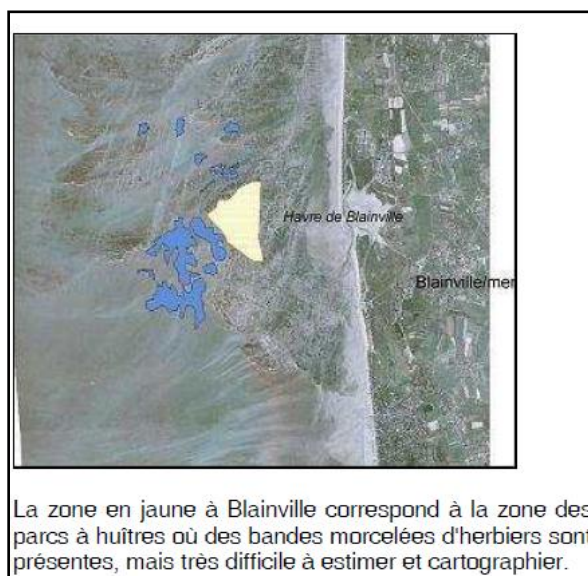 Havre de Blainville
Blainville/mer
La zone en jaune à Blainville correspond à la zone des
parcs à huîtres où des bandes morcelées d'herbiers sont
présentes, mais très difficile à estimer et cartographier.